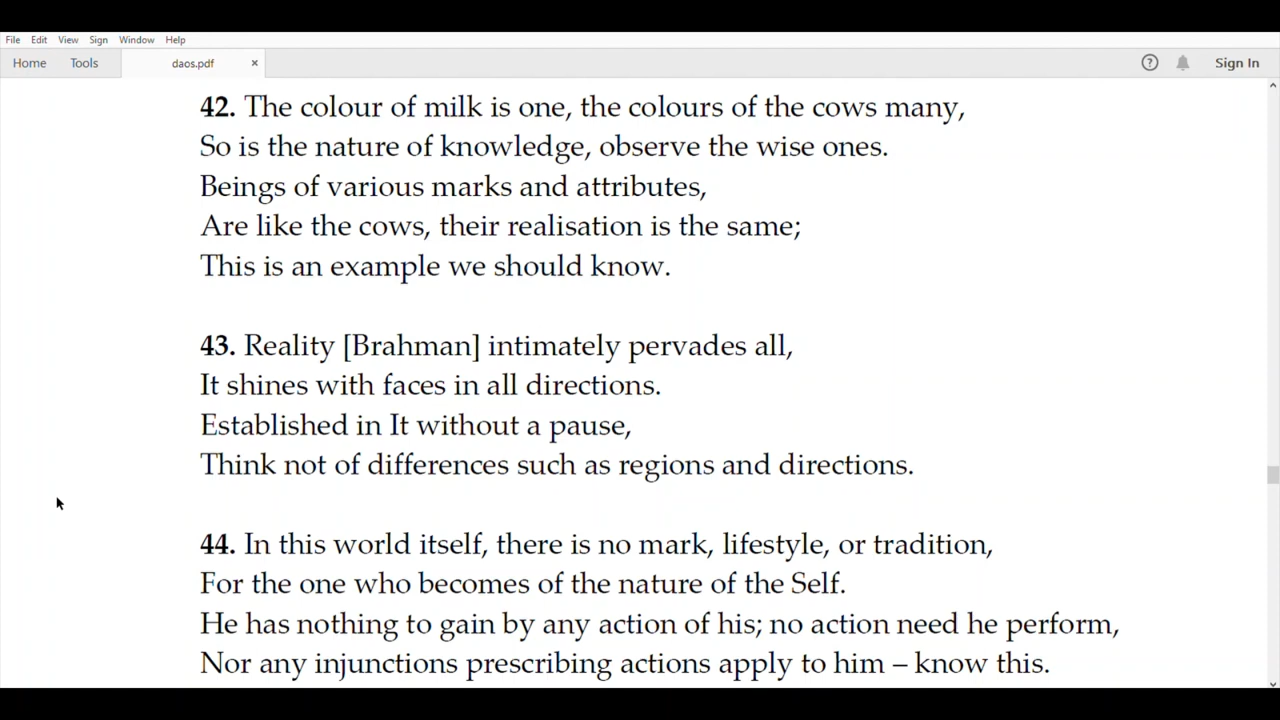 File Edit View Sign Window Help
Home Tools daos.pdf × ? Sign In
42. The colour of milk is one, the colours of the cows many,
So is the nature of knowledge, observe the wise ones.
Beings of various marks and attributes,
Are like the cows, their realisation is the same;
This is an example we should know.
43. Reality [Brahman] intimately pervades all,
It shines with faces in all directions.
Established in It without a pause,
Think not of differences such as regions and directions.
44. In this world itself, there is no mark, lifestyle, or tradition,
For the one who becomes of the nature of the Self.
He has nothing to gain by any action of his; no action need he perform,
Nor any injunctions prescribing actions apply to him – know this.